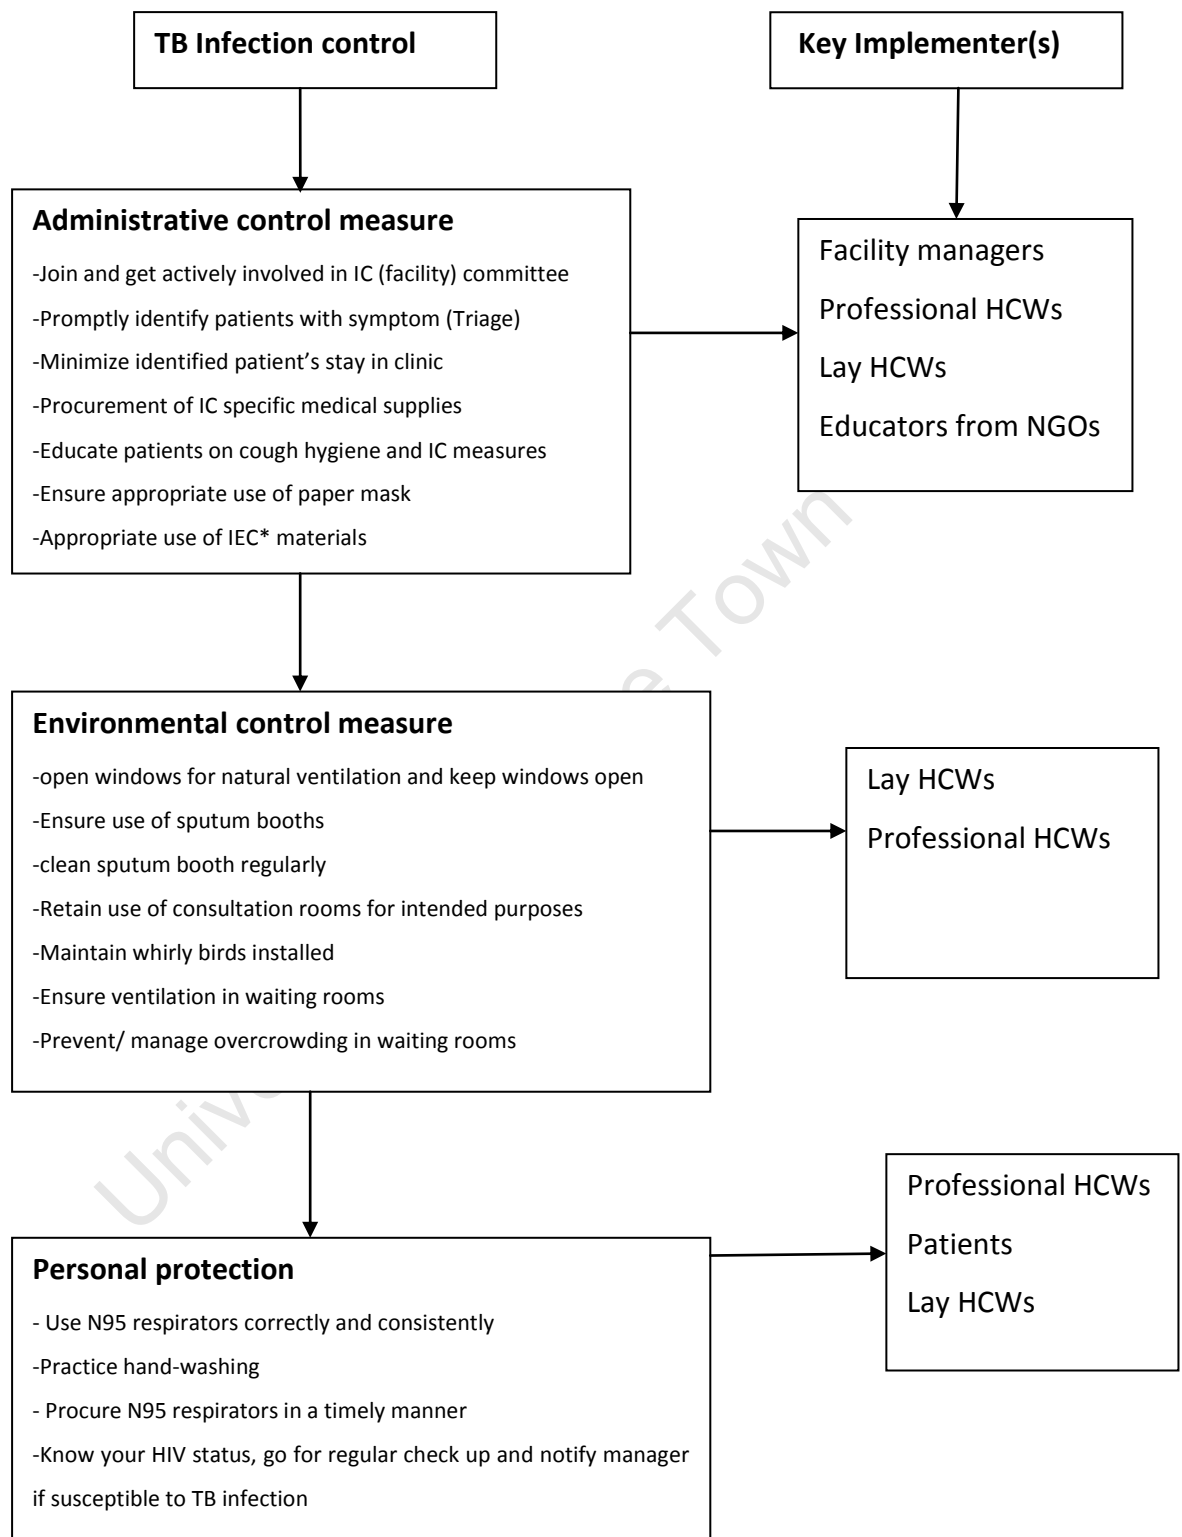 TB Infection control
Key Implementer(s)
Administrative control measure
-Join and get actively involved in IC (facility) committee
-Promptly identify patients with symptom (Triage)
-Minimize identified patient's stay in clinic
-Procurement of IC specific medical supplies
-Educate patients on cough hygiene and IC measures
-Ensure appropriate use of paper mask
-Appropriate use of IEC* materials
Facility managers
Professional HCWs
Lay HCWs
Educators from NGOs
Environmental control measure
-open windows for natural ventilation and keep windows open
-Ensure use of sputum booths
-clean sputum booth regularly
-Retain use of consultation rooms for intended purposes
-Maintain whirly birds installed
-Ensure ventilation in waiting rooms
-Prevent/ manage overcrowding in waiting rooms
Lay HCWs
Professional HCWs
Personal protection
- Use N95 respirators correctly and consistently
-Practice hand-washing
- Procure N95 respirators in a timely manner
-Know your HIV status, go for regular check up and notify manager
if susceptible to TB infection
Professional HCWs
Patients
Lay HCWs
Town